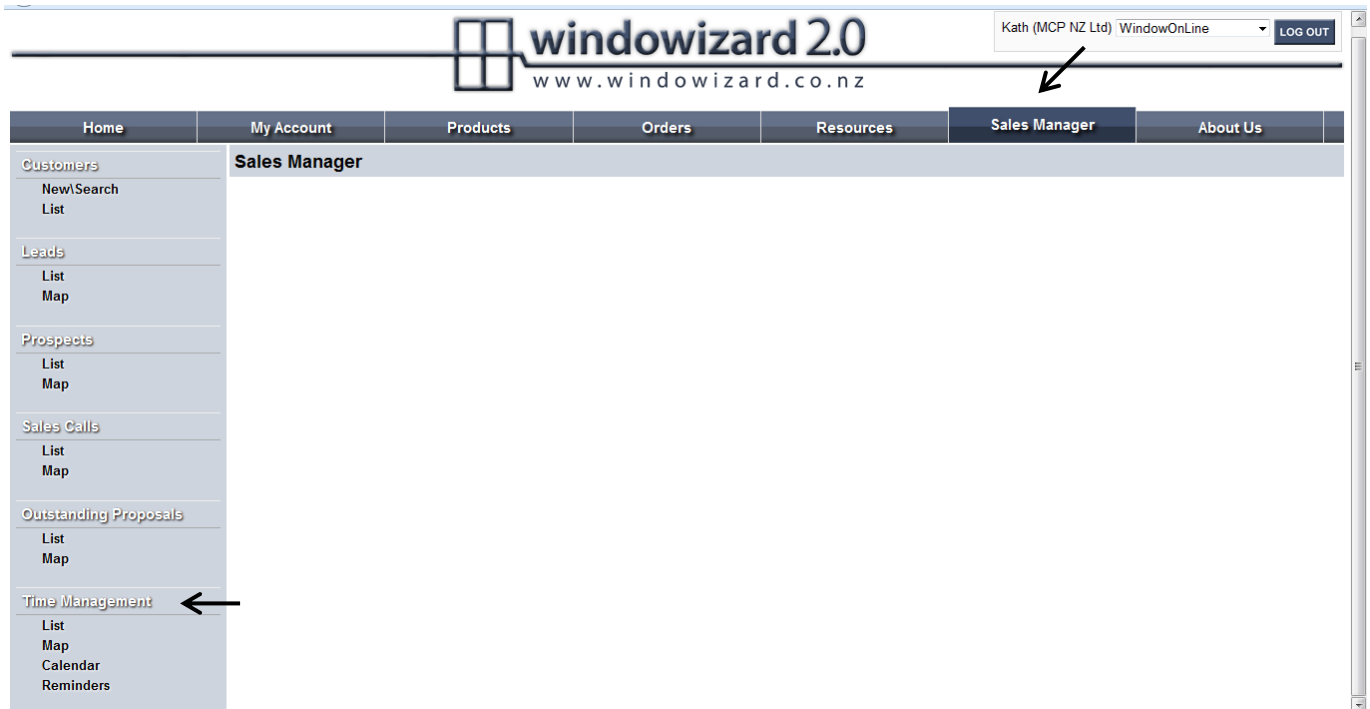 windowizard 2.0
www.windowizard.co.nz
Kath (MCP NZ Ltd) WindowOnLine LOG OUT
Home My Account Products Orders Resources Sales Manager About Us
Sales Manager
Customers
New\Search
List
Leads
List
Map
Prospects
List
Map
Sales Calls
List
Map
Outstanding Proposals
List
Map
Time Management
List
Map
Calendar
Reminders